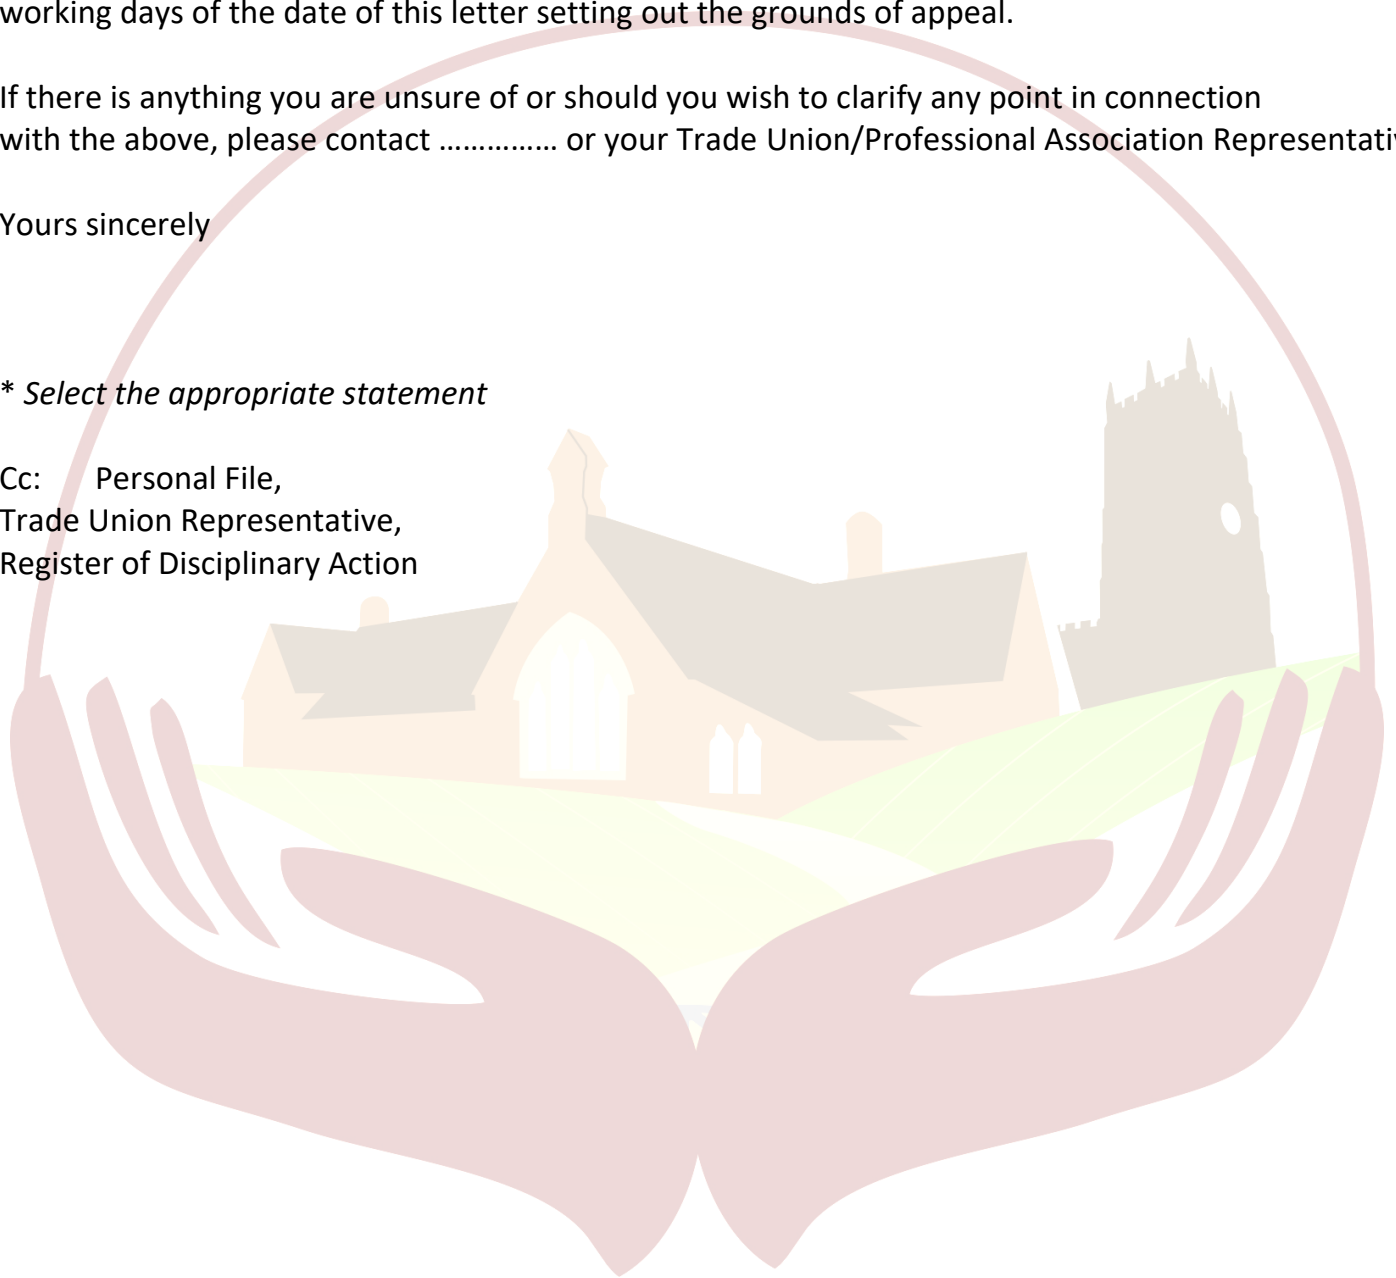 working days of the date of this letter setting out the grounds of appeal.
If there is anything you are unsure of or should you wish to clarify any point in connection
with the above, please contact …………… or your Trade Union/Professional Association
Yours sincerely
* Select the appropriate statement
Cc: Personal File,
Trade Union Representative,
Register of Disciplinary Action